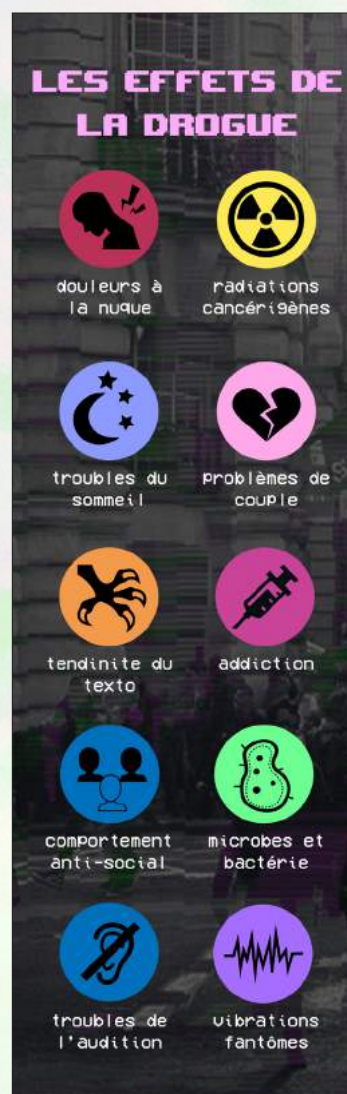 LES EFFETS DE
LA DROGUE
douleurs à
la nuque
radiations
cancérigènes
troubles du
sommeil
problèmes de
couple
tendinite du
texto
addiction
comportement
anti-social
microbes et
bactérie
troubles de
l'audition
vibrations
fantômes